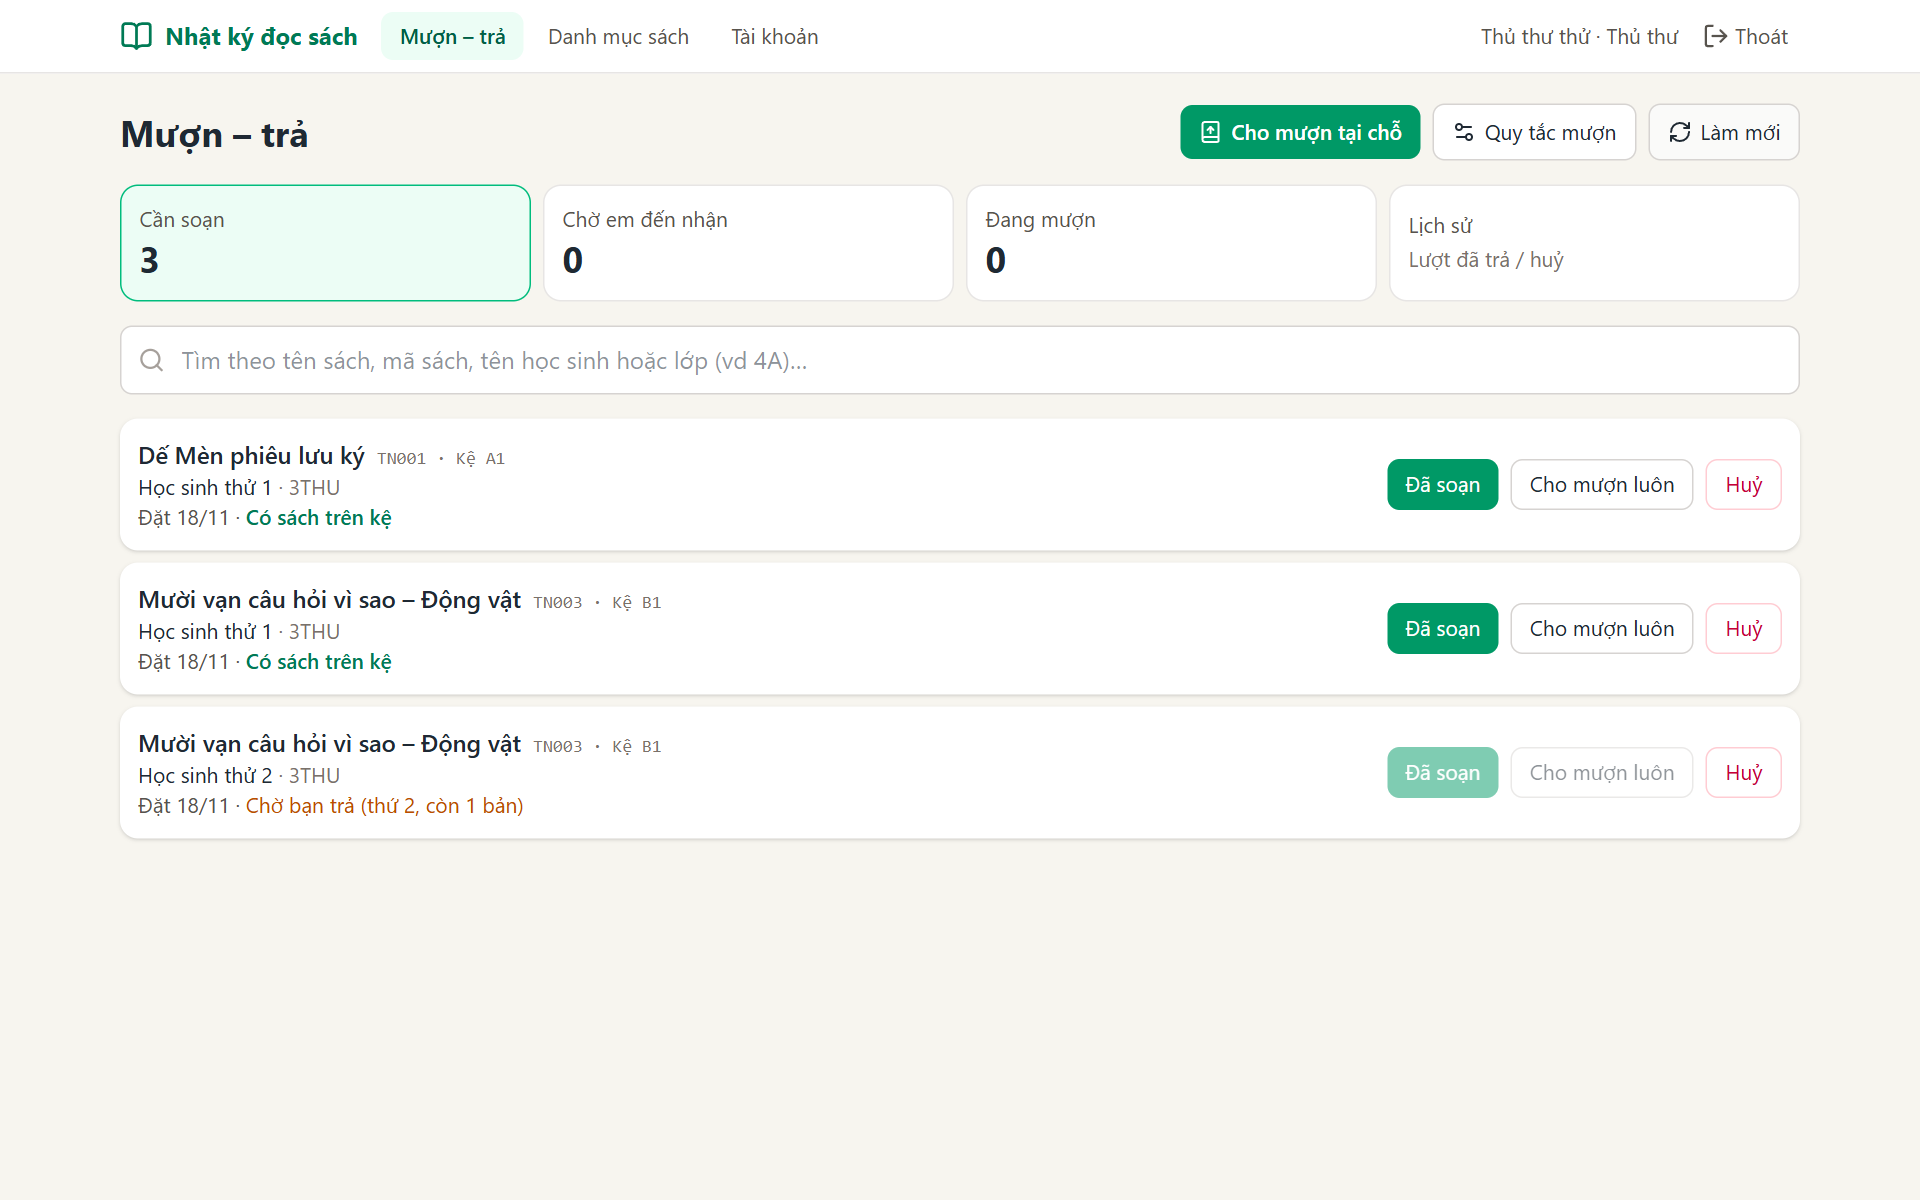 Nhật ký đọc sách
Mượn – trả
Danh mục sách
Tài khoản
Thủ thư thử · Thủ thư
Thoát
Mượn – trả
Cho mượn tại chỗ
Quy tắc mượn
Làm mới
Cần soạn
3
Chờ em đến nhận
0
Đang mượn
0
Lịch sử
Lượt đã trả / huỷ
Tìm theo tên sách, mã sách, tên học sinh hoặc lớp (vd 4A)...
Dế Mèn phiêu lưu ký TN001 · Kệ A1
Học sinh thử 1 · 3THU
Đặt 18/11 · Có sách trên kệ
Đã soạn
Cho mượn luôn
Huỷ
Mười vạn câu hỏi vì sao – Động vật TN003 · Kệ B1
Học sinh thử 1 · 3THU
Đặt 18/11 · Có sách trên kệ
Đã soạn
Cho mượn luôn
Huỷ
Mười vạn câu hỏi vì sao – Động vật TN003 · Kệ B1
Học sinh thử 2 · 3THU
Đặt 18/11 · Chờ bạn trả (thứ 2, còn 1 bản)
Đã soạn
Cho mượn luôn
Huỷ